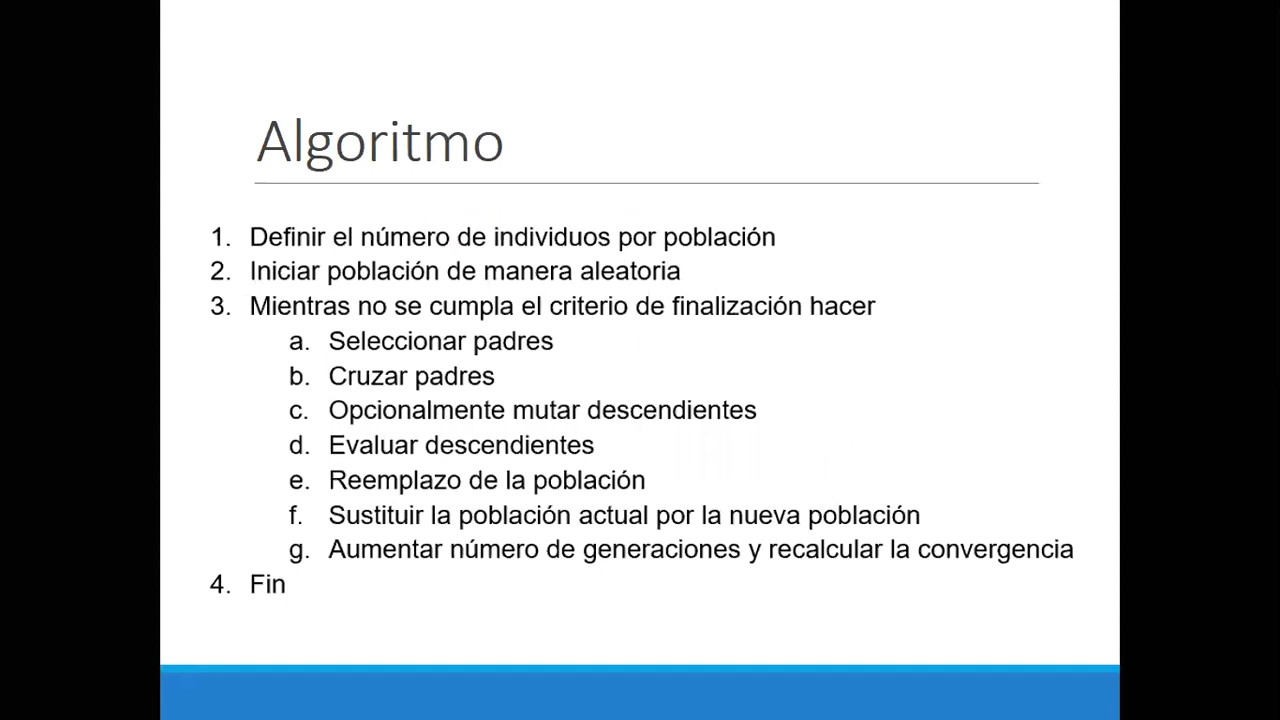 Algoritmo
1. Definir el número de individuos por población
2. Iniciar población de manera aleatoria
3. Mientras no se cumpla el criterio de finalización hacer
a. Seleccionar padres
b. Cruzar padres
c. Opcionalmente mutar descendientes
d. Evaluar descendientes
e. Reemplazo de la población
f. Sustituir la población actual por la nueva población
g. Aumentar número de generaciones y recalcular la convergencia
4. Fin